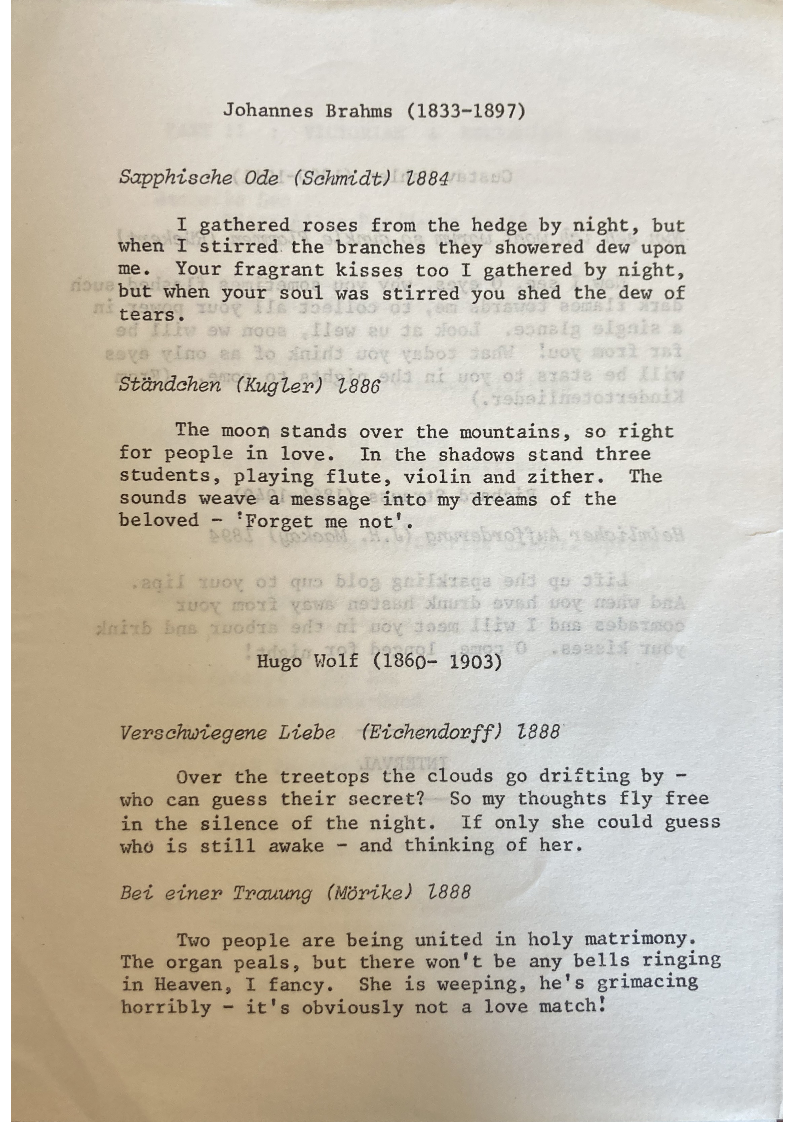 Johannes Brahms (1833-1897)
Sapphische Ode (Schmidt) 1884
I gathered roses from the hedge by night, but
when I stirred the branches they showered dew upon
me. Your fragrant kisses too I gathered by night,
but when your soul was stirred you shed the dew of
tears.
Ständchen (Kugler) 1886
The moon stands over the mountains, so right
for people in love. In the shadows stand three
students, playing flute, violin and zither. The
sounds weave a message into my dreams of the
beloved - 'Forget me not'.
Hugo Wolf (1860- 1903)
Verschwiegene Liebe (Eichendorff) 1888
Over the treetops the clouds go drifting by -
who can guess their secret? So my thoughts fly free
in the silence of the night. If only she could guess
who is still awake - and thinking of her.
Bei einer Trauung (Mörike) 1888
Two people are being united in holy matrimony.
The organ peals, but there won't be any bells ringing
in Heaven, I fancy. She is weeping, he's grimacing
horribly - it's obviously not a love match!